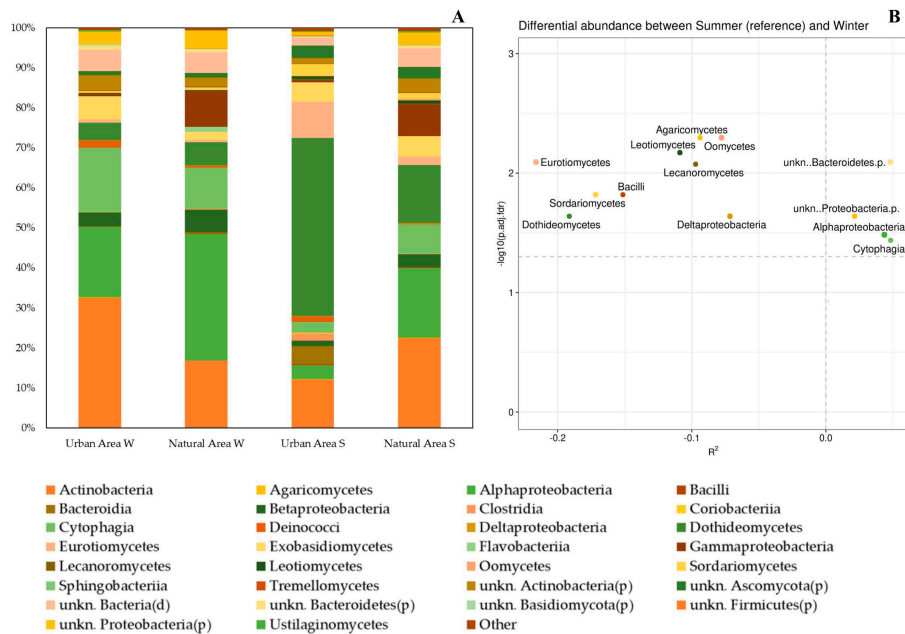 A
100%
90%
80%
70%
60%
50%
40%
30%
20%
10%
0%
Urban Area W Natural Area W Urban Area S Natural Area S
B
Differential abundance between Summer (reference) and Winter
-log10(p.adj.fdr)
3
2
1
0
Agaricomycetes
Leotiomycetes Oomycetes
Eurotiomycetes Lecanoromycetes unkn..Bacteroidetes.p.
Bacilli
Sordariomycetes
Dothideomycetes Deltaproteobacteria unkn..Proteobacteria.p.
Alphaproteobacteria
Cytophagia
-0.2 -0.1 0.0
R²
Actinobacteria Agaricomycetes Alphaproteobacteria Bacilli
Bacteroidia Betaproteobacteria Clostridia Coriobacteriia
Cytophagia Deinococci Deltaproteobacteria Dothideomycetes
Eurotiomycetes Exobasidiomycetes Flavobacteriia Gammaproteobacteria
Lecanoromycetes Leotiomycetes Oomycetes Sordariomycetes
Sphingobacteriia Tremellomycetes unkn. Actinobacteria(p) unkn. Ascomycota(p)
unkn. Bacteria(d) unkn. Bacteroidetes(p) unkn. Basidiomycota(p) unkn. Firmicutes(p)
unkn. Proteobacteria(p) Ustilaginomycetes Other